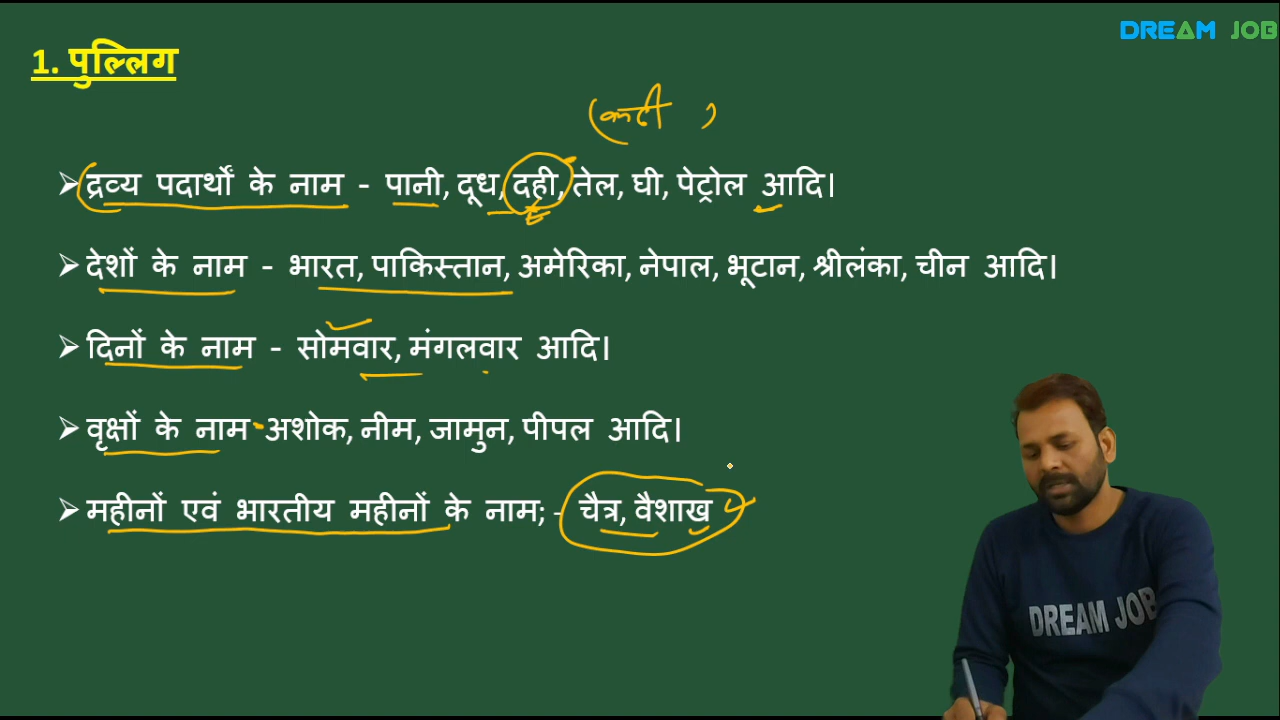 DREAM JOB
1. पुल्लिग
द्रव्य पदार्थों के नाम - पानी, दूध, दही, तेल, घी, पेट्रोल आदि।
देशों के नाम - भारत, पाकिस्तान, अमेरिका, नेपाल, भूटान, श्रीलंका, चीन आदि।
दिनों के नाम - सोमवार, मंगलवार आदि।
वृक्षों के नाम - अशोक, नीम, जामुन, पीपल आदि।
महीनों एवं भारतीय महीनों के नाम; - चैत्र, वैशाख
DREAM JOB